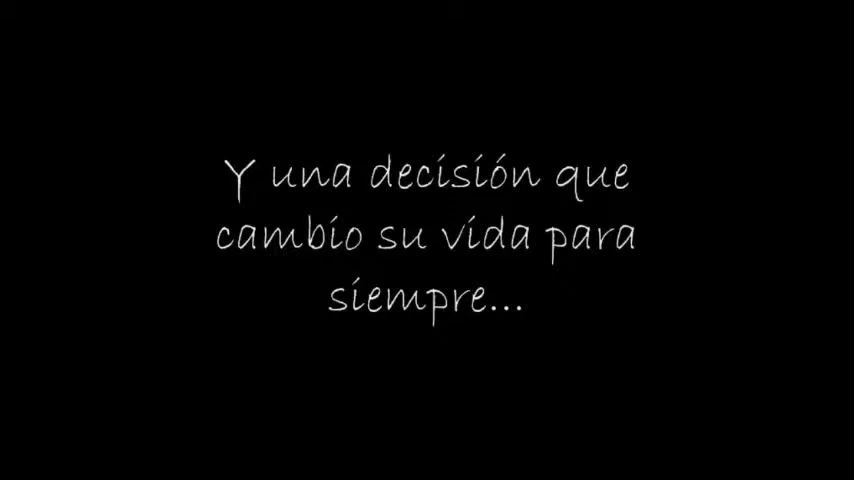 Y una decisión que
cambio su vida para
siempre...